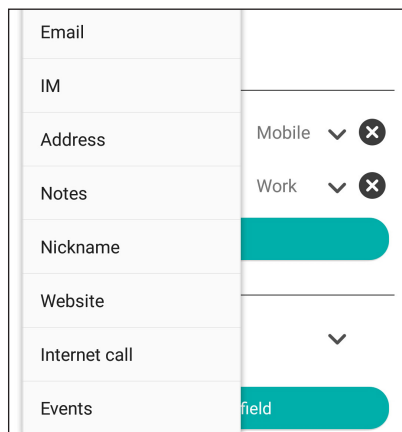 Email
IM
Address
Mobile
Notes
Work
Nickname
Website
Internet call
Events
field